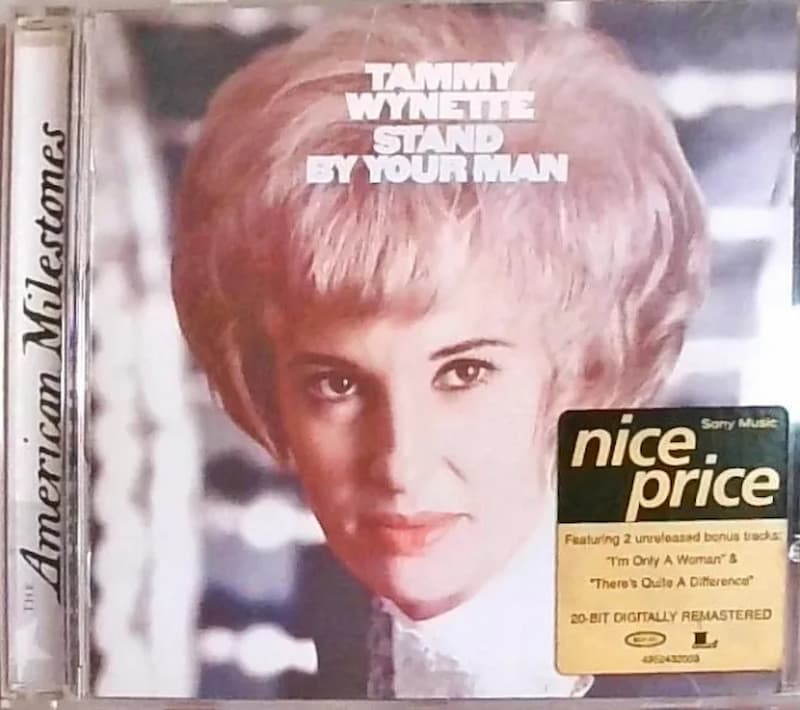 THE American Milestones
TAMMY
WYNETTE
STAND
BY YOUR MAN
Sony Music
nice
price
Featuring 2 unreleased bonus tracks:
"I'm Only A Woman" &
"There's Quite A Difference"
20-BIT DIGITALLY REMASTERED